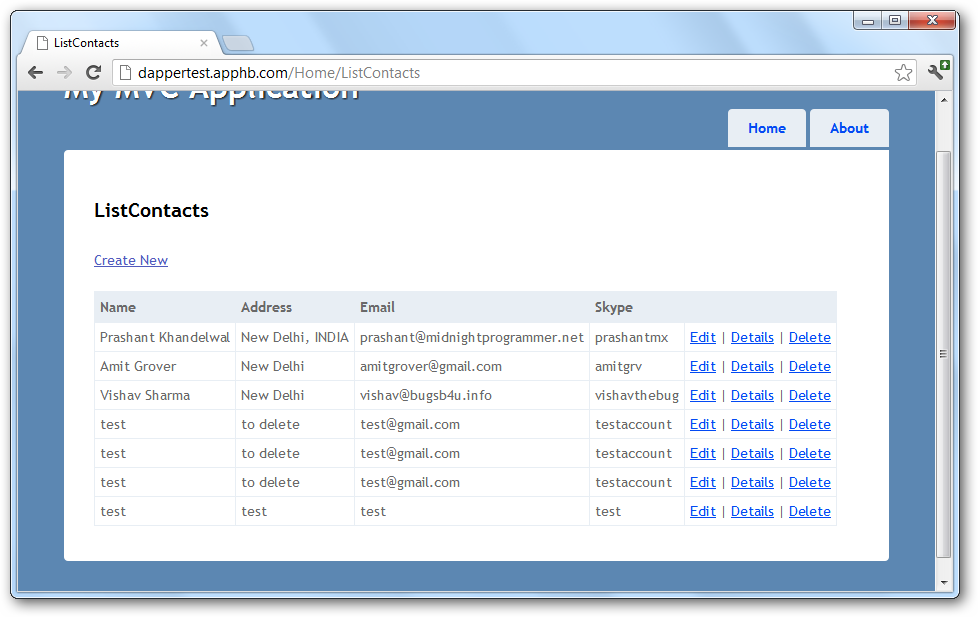 ListContacts
dappertest.apphb.com/Home/ListContacts
My MVC Application
Home About
ListContacts
Create New
Name Address Email Skype
Prashant Khandelwal New Delhi, INDIA prashant@midnightprogrammer.net prashantmx Edit | Details | Delete
Amit Grover New Delhi amitgrover@gmail.com amitgrv Edit | Details | Delete
Vishav Sharma New Delhi vishav@bugsb4u.info vishavthebug Edit | Details | Delete
test to delete test@gmail.com testaccount Edit | Details | Delete
test to delete test@gmail.com testaccount Edit | Details | Delete
test to delete test@gmail.com testaccount Edit | Details | Delete
test test test test Edit | Details | Delete